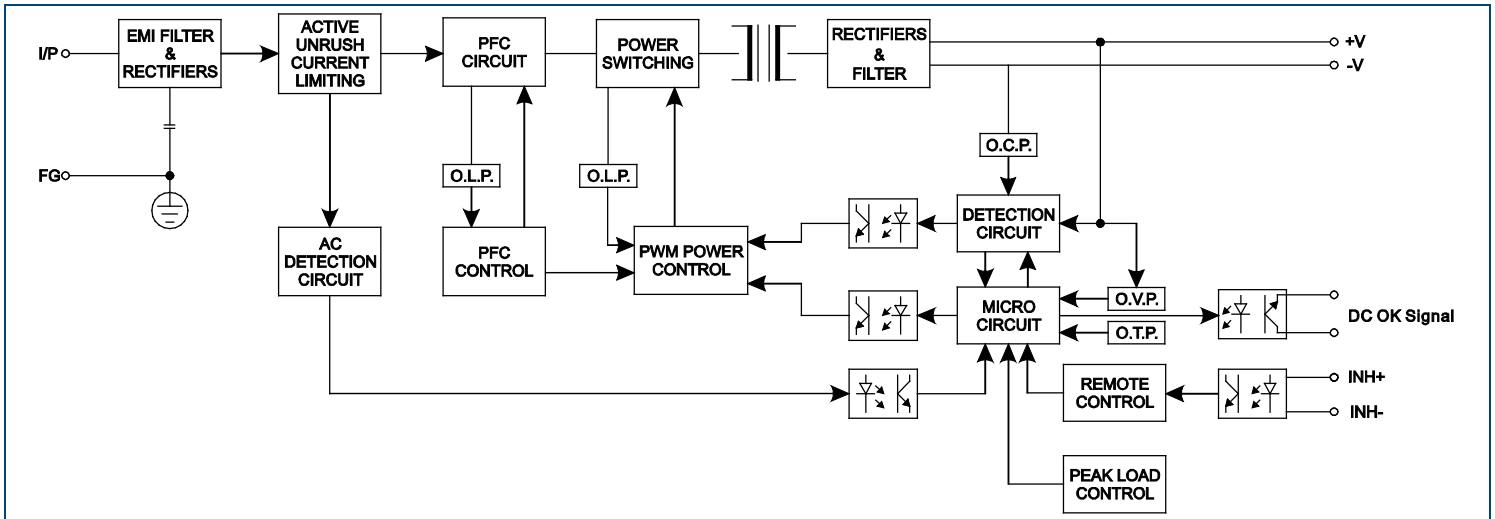 I/P
EMI FILTER
&
RECTIFIERS
ACTIVE
UNRUSH
CURRENT
LIMITING
PFC
CIRCUIT
POWER
SWITCHING
RECTIFIERS
&
FILTER
+V
-V
FG
O.L.P.
O.L.P.
O.C.P.
AC
DETECTION
CIRCUIT
PFC
CONTROL
PWM POWER
CONTROL
DETECTION
CIRCUIT
MICRO
CIRCUIT
O.V.P.
O.T.P.
DC OK Signal
REMOTE
CONTROL
INH+
INH-
PEAK LOAD
CONTROL